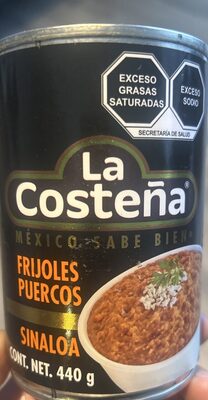 EXCESO
GRASAS
SATURADAS
EXCESO
SODIO
SECRETARÍA DE SALUD
La
Costeña®
MÉXICO SABE BIEN
FRIJOLES
PUERCOS
SINALOA
CONT. NET. 440 g